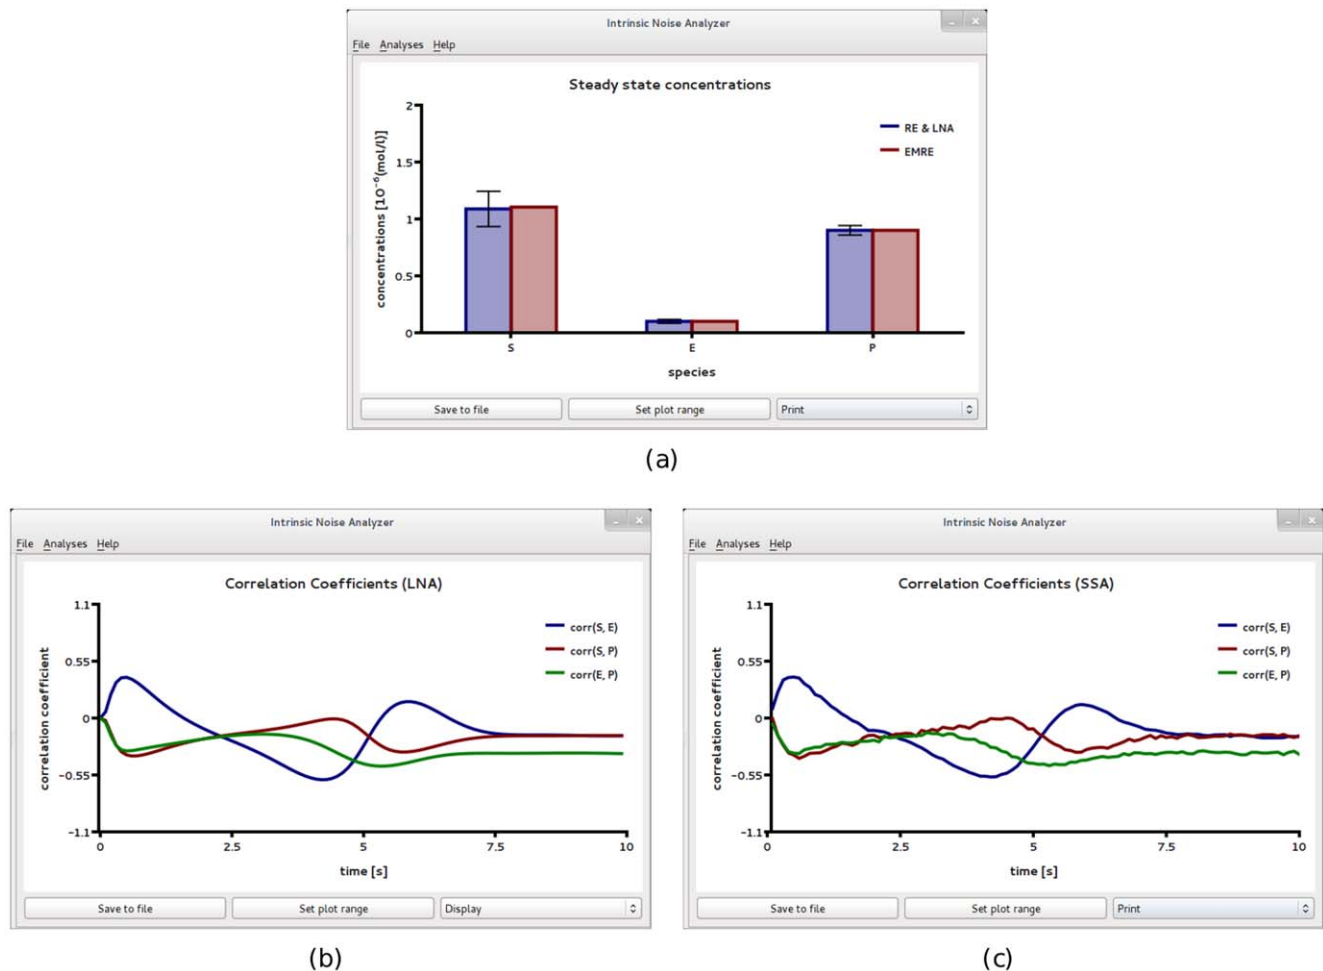 Intrinsic Noise Analyzer
File Analyses Help
Steady state concentrations
2
1.5
1
0.5
0
concentrations [10⁻⁶(mol/l)]
RE & LNA
EMRE
S E P
species
Save to file Set plot range Print
(a)
Intrinsic Noise Analyzer
File Analyses Help
Correlation Coefficients (LNA)
1.1
0.55
0
−0.55
−1.1
correlation coefficient
corr(S, E)
corr(S, P)
corr(E, P)
0 2.5 5 7.5 10
time [s]
Save to file Set plot range Display
(b)
Intrinsic Noise Analyzer
File Analyses Help
Correlation Coefficients (SSA)
1.1
0.55
0
−0.55
−1.1
correlation coefficient
corr(S, E)
corr(S, P)
corr(E, P)
0 2.5 5 7.5 10
time [s]
Save to file Set plot range Print
(c)